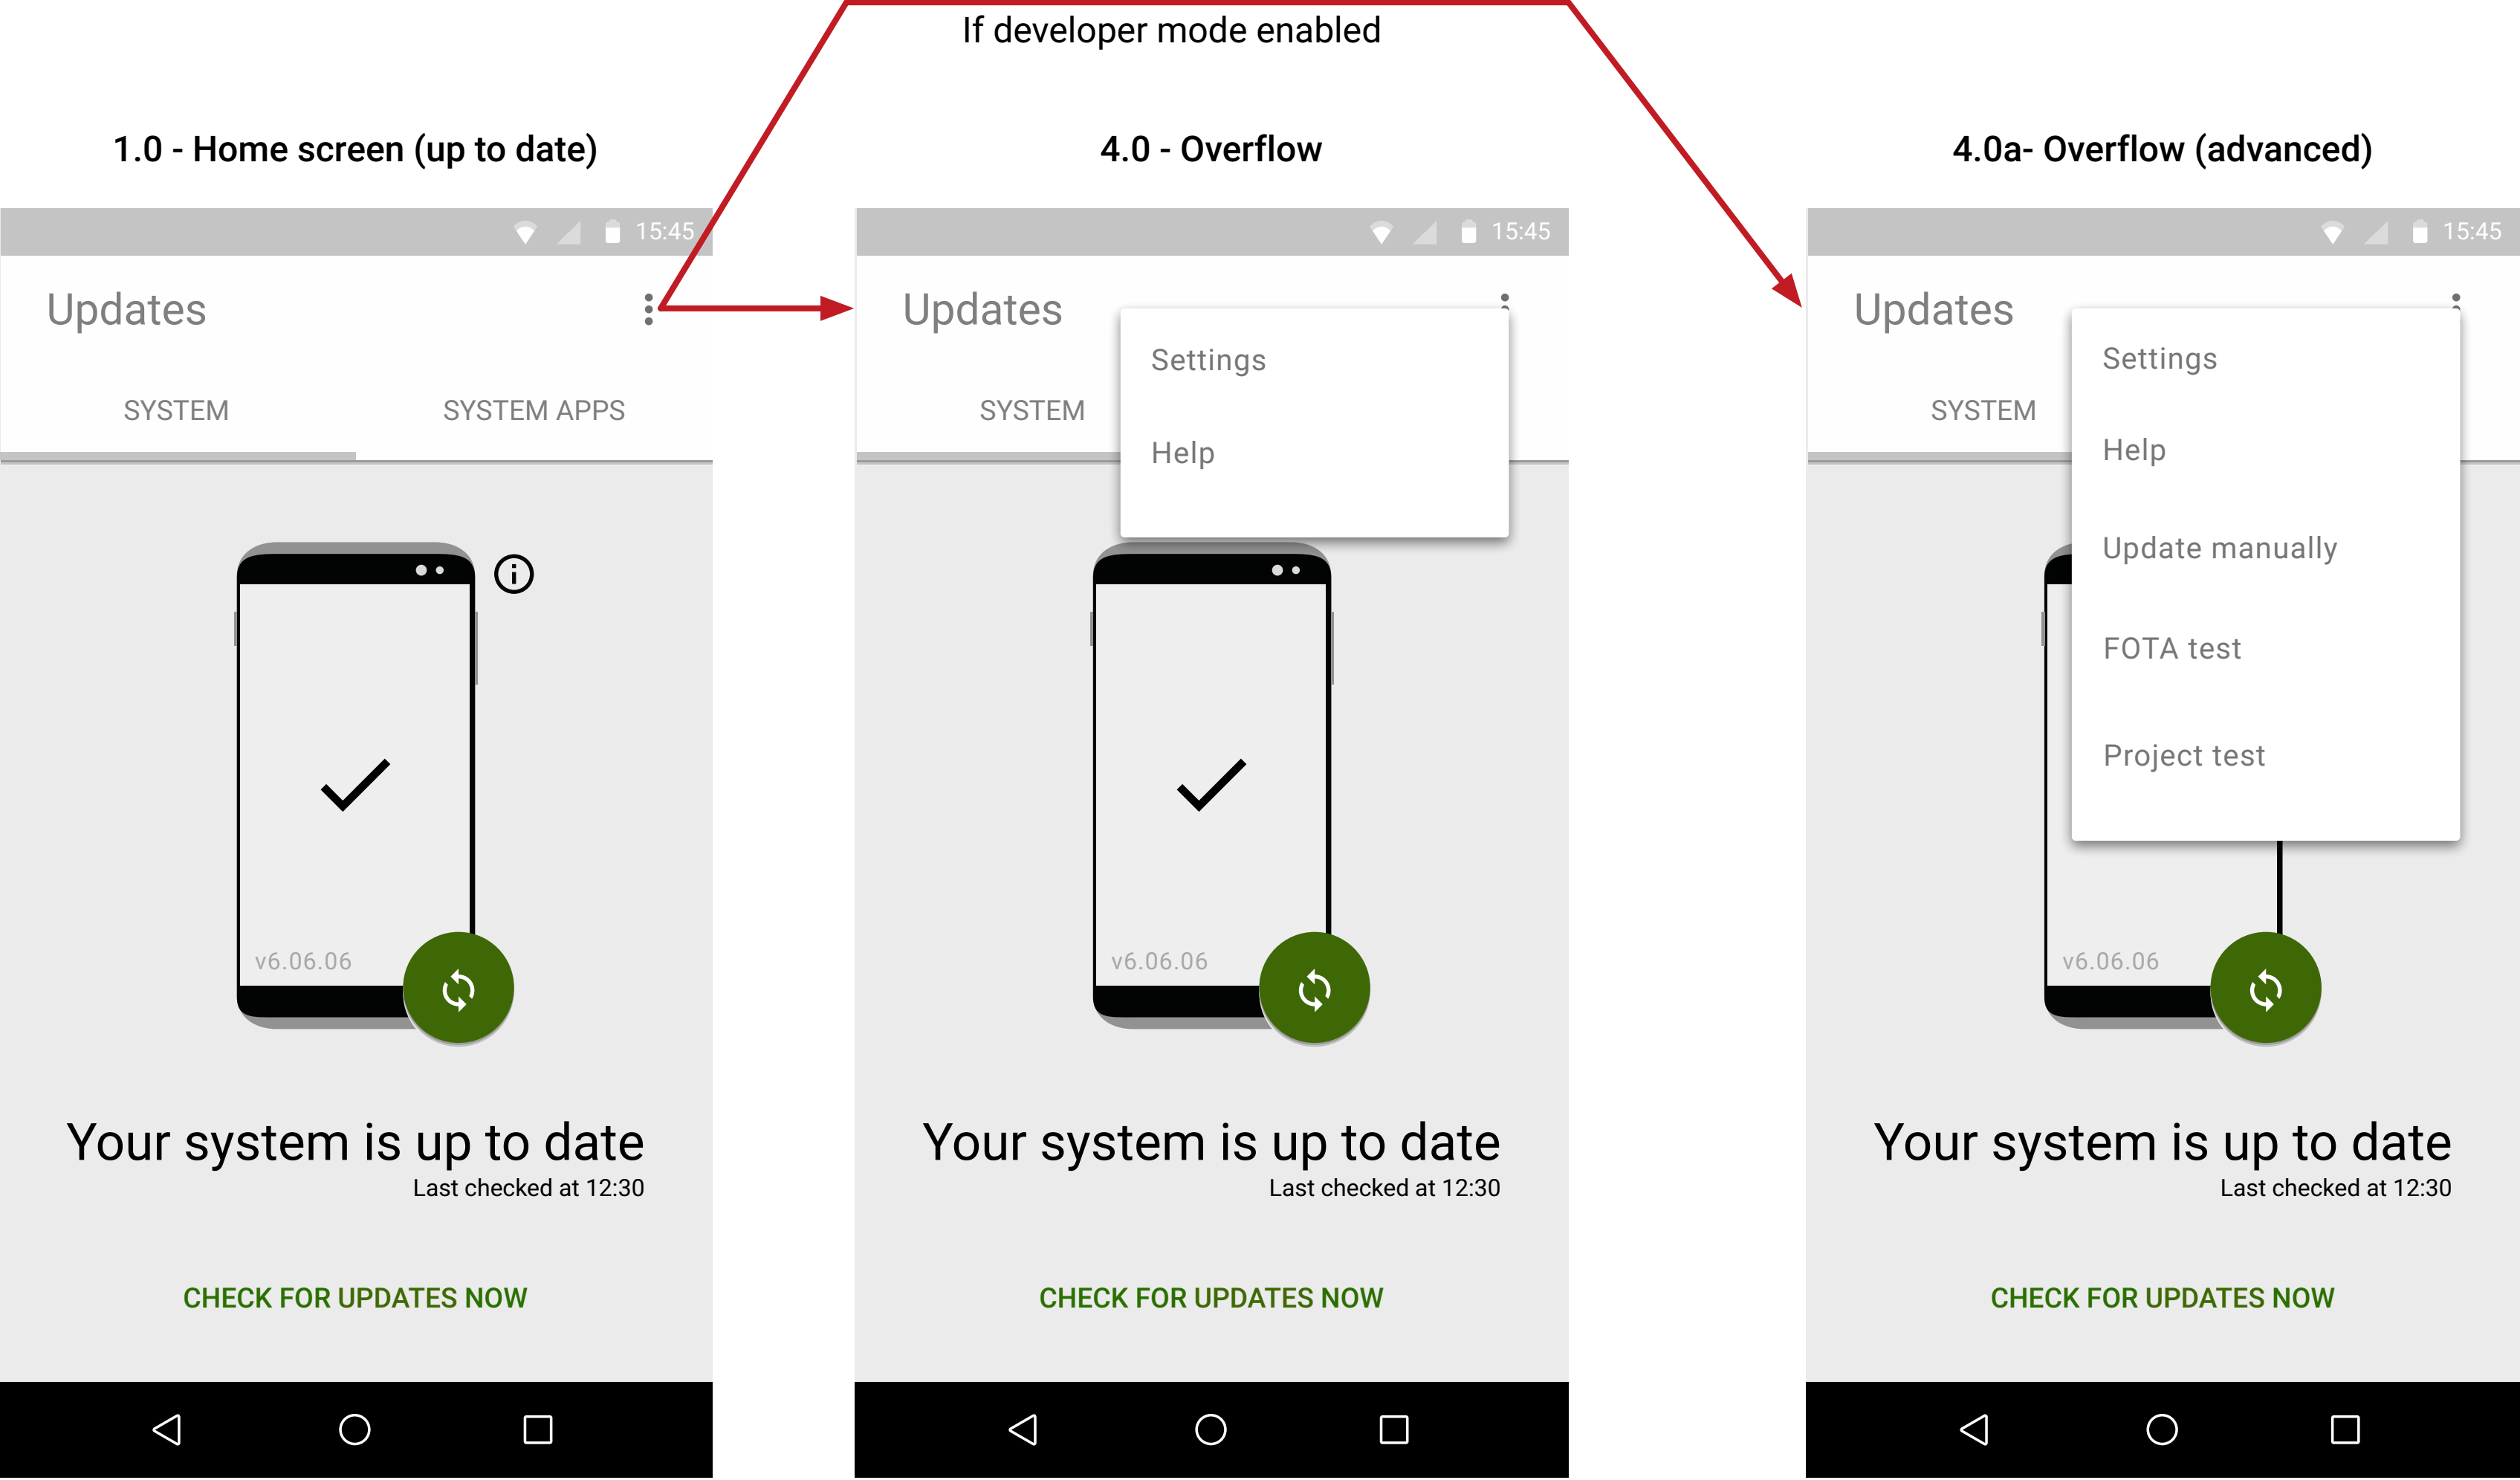 If developer mode enabled
1.0 - Home screen (up to date)
15:45
Updates
SYSTEM
SYSTEM APPS
v6.06.06
Your system is up to date
Last checked at 12:30
CHECK FOR UPDATES NOW
4.0 - Overflow
15:45
Updates
Settings
SYSTEM
Help
v6.06.06
Your system is up to date
Last checked at 12:30
CHECK FOR UPDATES NOW
4.0a- Overflow (advanced)
15:45
Updates
Settings
SYSTEM
Help
Update manually
FOTA test
Project test
v6.06.06
Your system is up to date
Last checked at 12:30
CHECK FOR UPDATES NOW